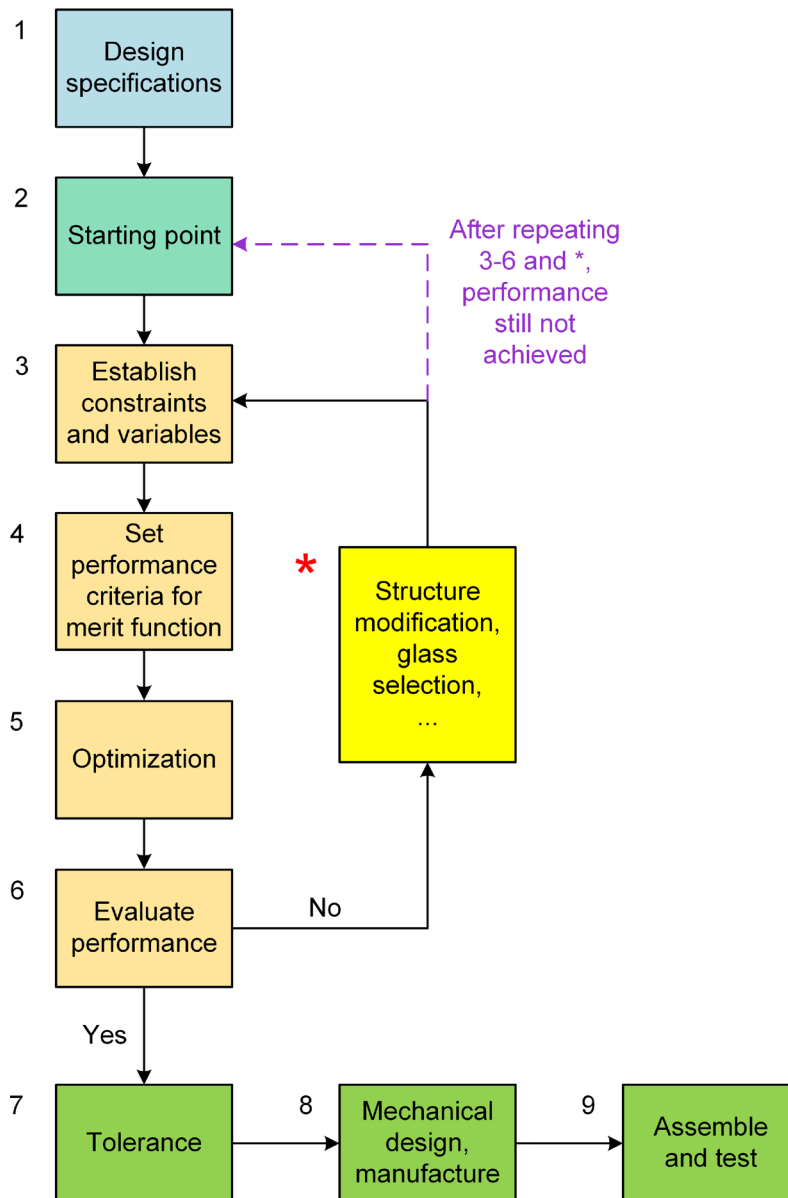 1
Design
specifications
2
Starting point
After repeating
3-6 and *,
performance
still not
achieved
3
Establish
constraints
and variables
4
Set
performance
criteria for
merit function
*
Structure
modification,
glass
selection,
...
5
Optimization
6
Evaluate
performance
No
Yes
7
Tolerance
8
Mechanical
design,
manufacture
9
Assemble
and test